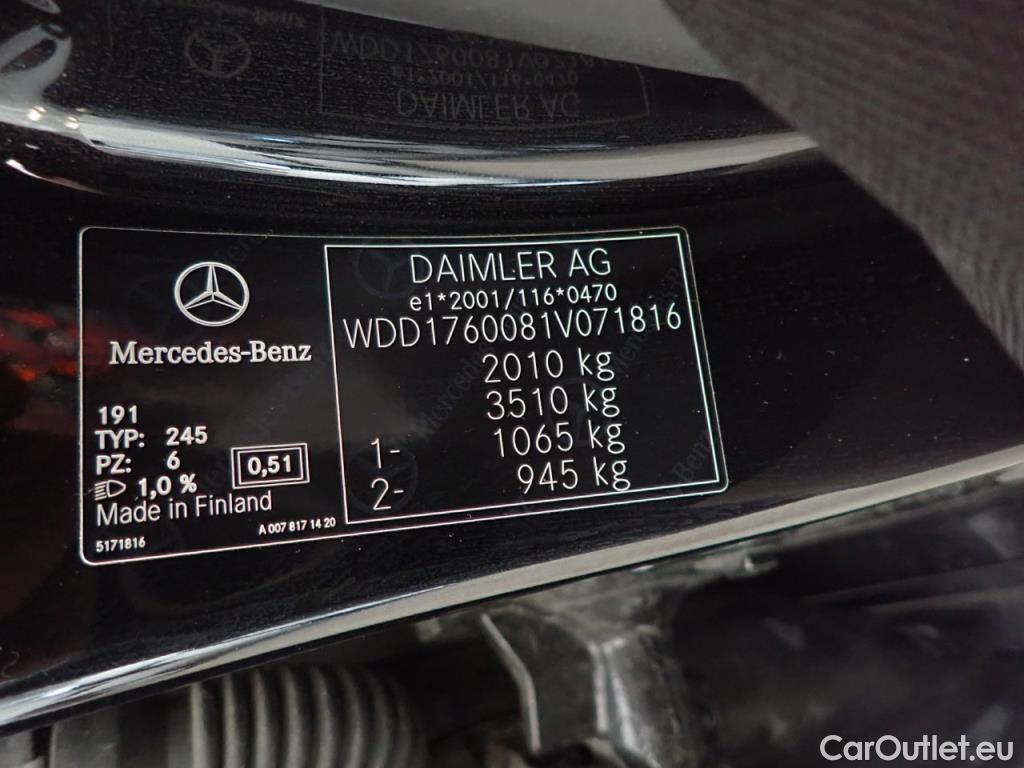 Mercedes-Benz
191
TYP: 245
PZ: 6
1,0 %
0,51
Made in Finland
5171816
A 007 817 14 20
DAIMLER AG
e1*2001/116*0470
WDD1760081V071816
2010 kg
3510 kg
1- 1065 kg
2- 945 kg
CarOutlet.eu